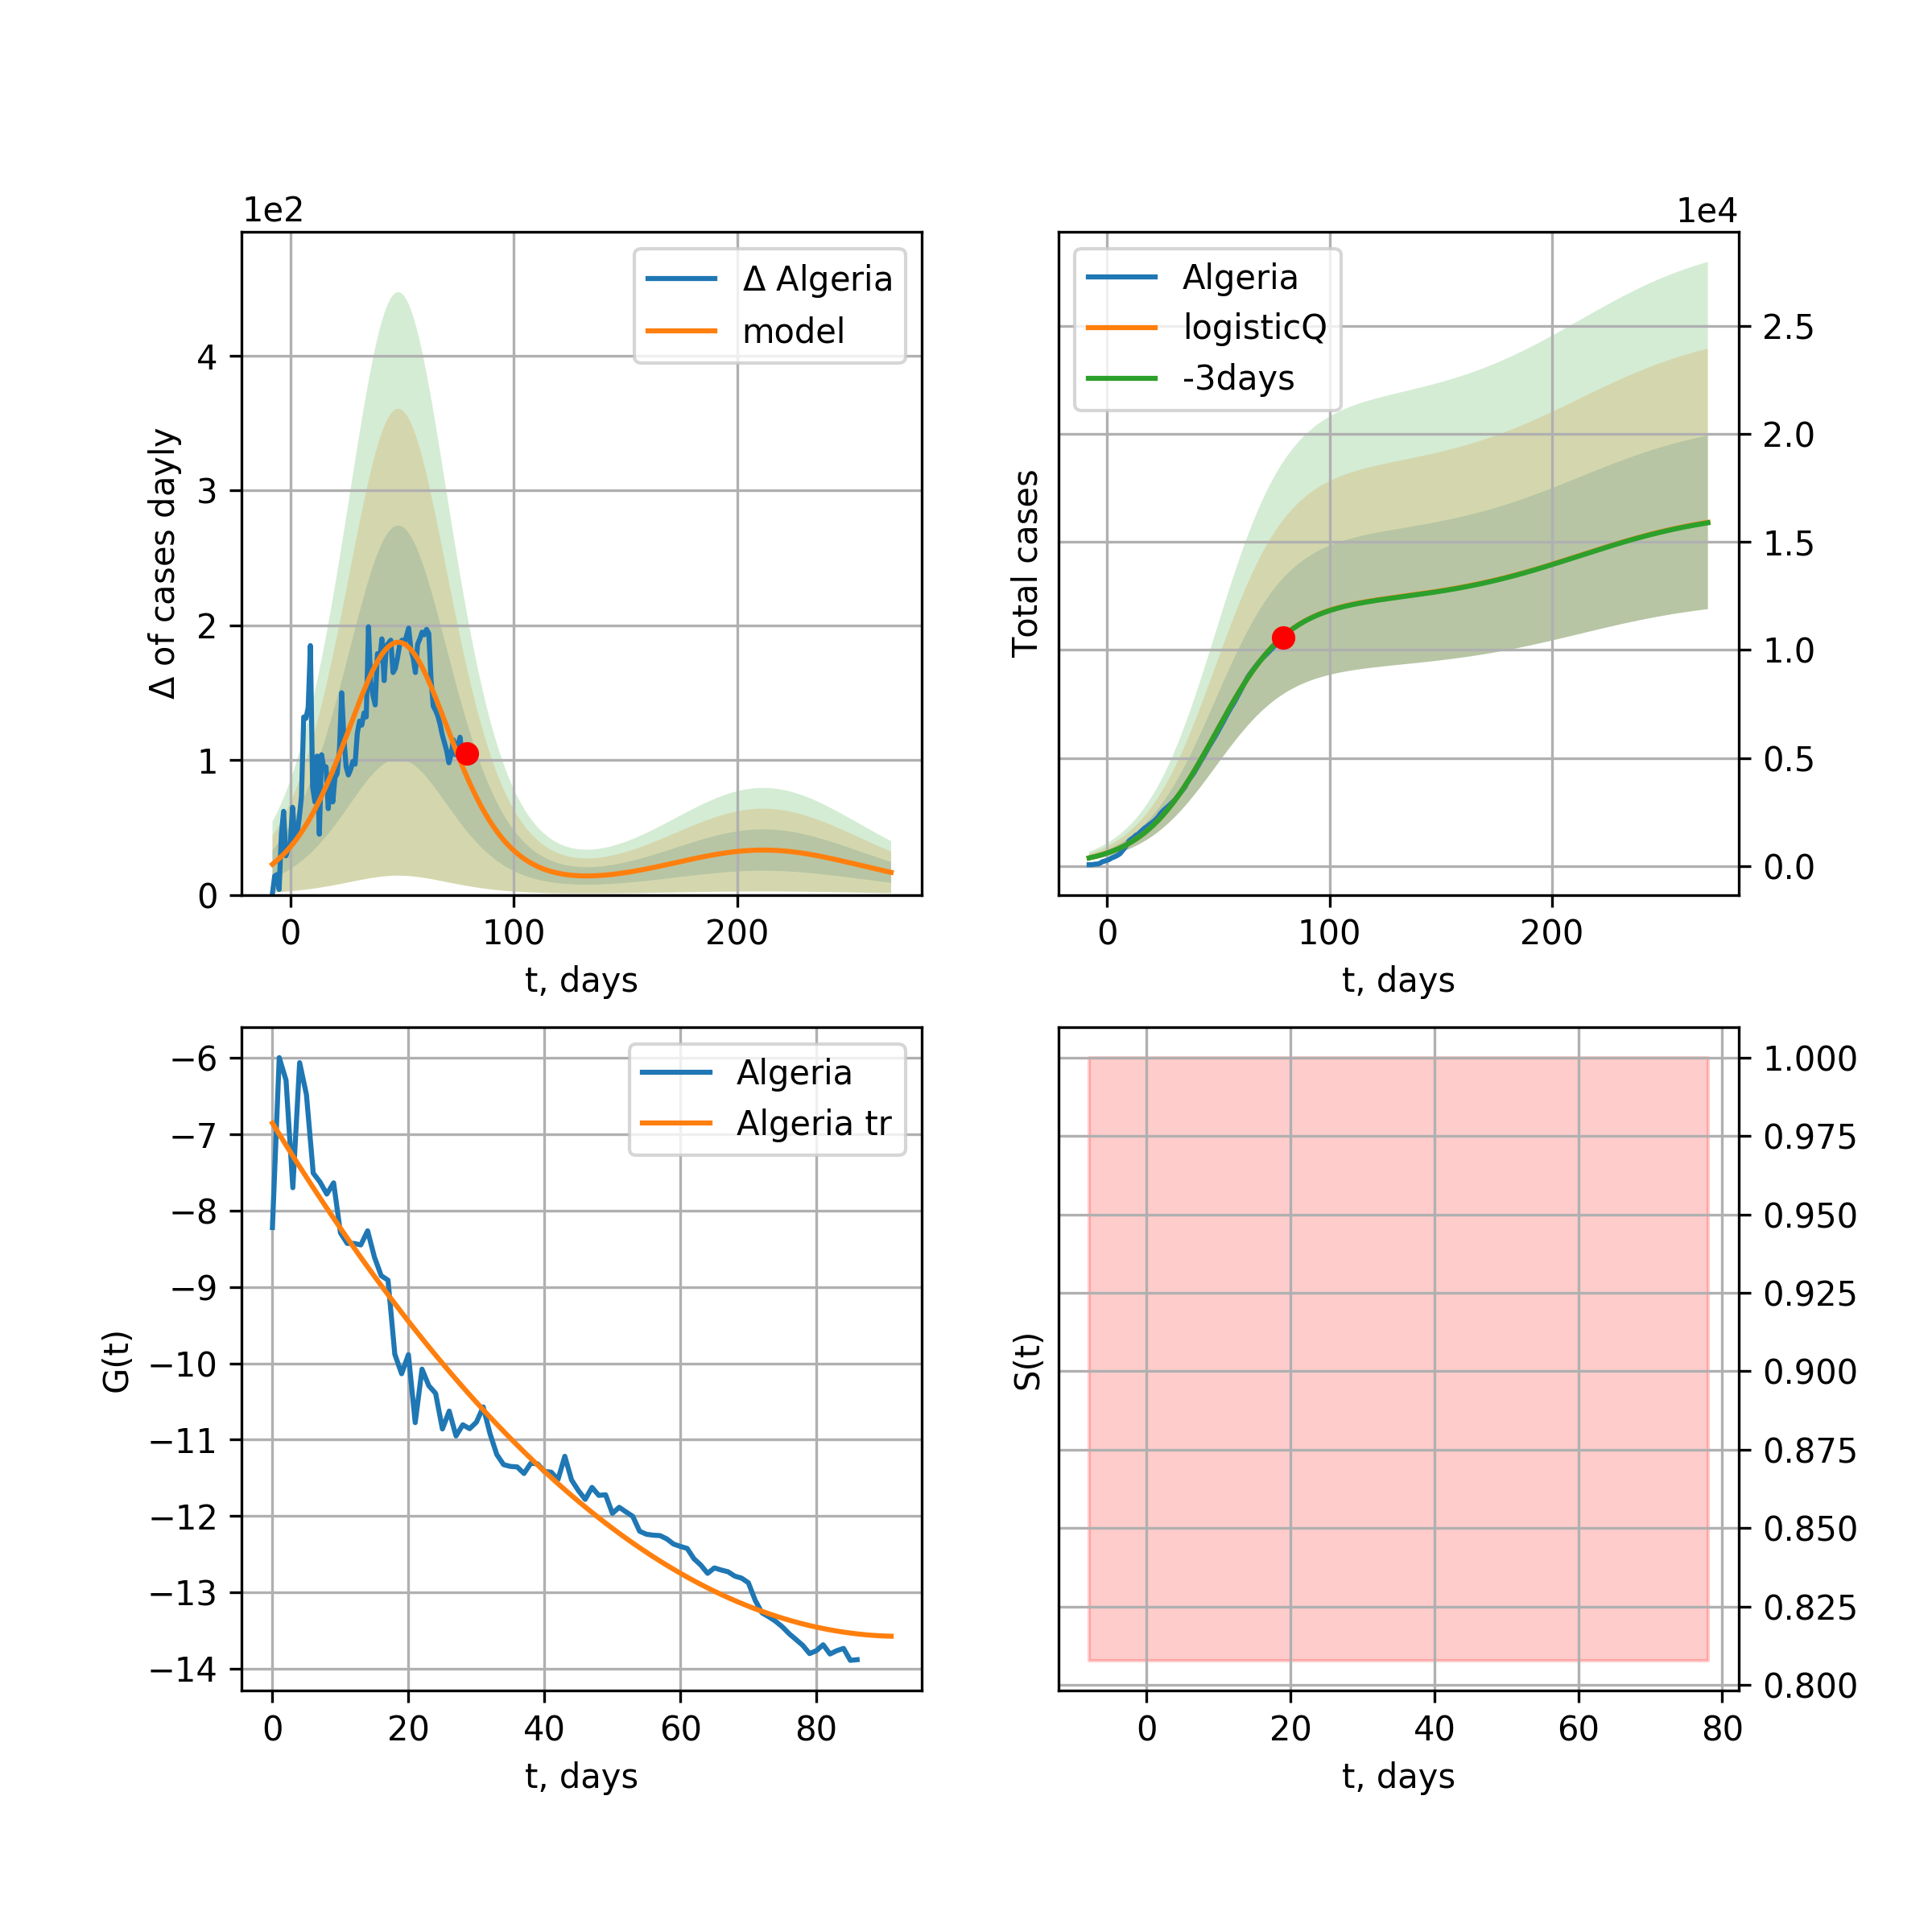 1e2
Δ Algeria
model
4
3
2
1
0
Δ of cases dayly
0 100 200
t, days
1e4
Algeria
logisticQ
-3days
2.5
2.0
1.5
1.0
0.5
0.0
Total cases
0 100 200
t, days
Algeria
Algeria tr
−6
−7
−8
−9
−10
−11
−12
−13
−14
G(t)
0 20 40 60 80
t, days
1.000
0.975
0.950
0.925
0.900
0.875
0.850
0.825
0.800
S(t)
0 20 40 60 80
t, days